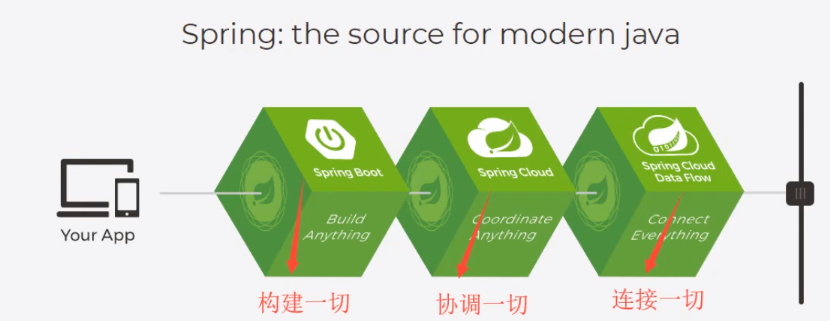 Spring: the source for modern java
Your App
Spring Boot
Build
Anything
构建一切
Spring Cloud
Coordinate
Anything
协调一切
Spring Cloud
Data Flow
Connect
Everything
连接一切